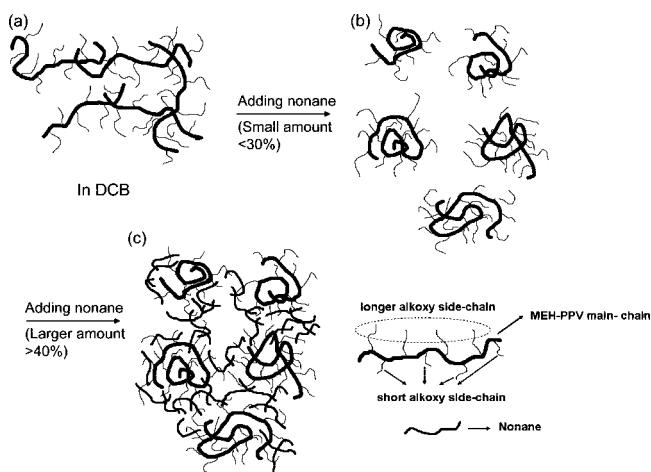 (a)
(b)
Adding nonane
(Small amount
<30%)
In DCB
(c)
Adding nonane
(Larger amount
>40%)
longer alkoxy side-chain
MEH-PPV main- chain
short alkoxy side-chain
Nonane